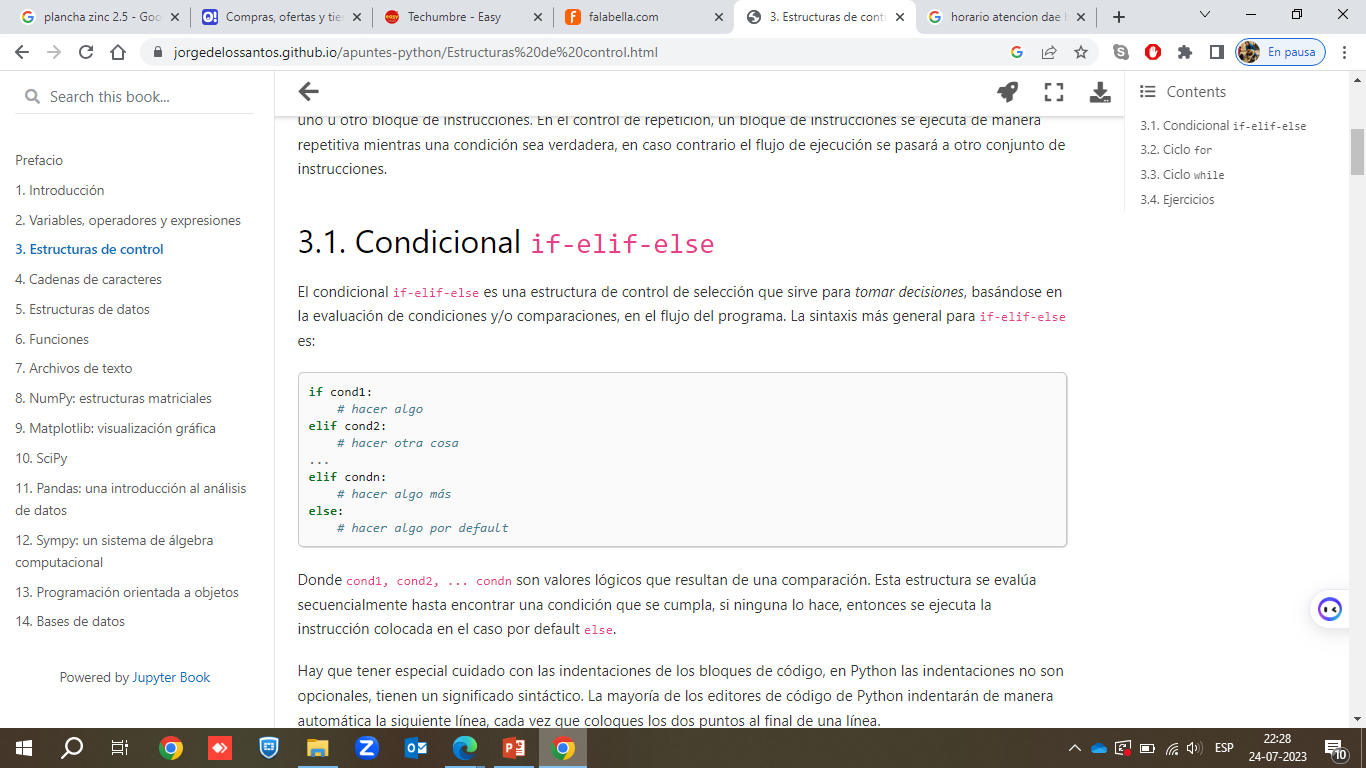 plancha zinc 2.5 - Goo
Compras, ofertas y tie
Techumbre - Easy
falabella.com
3. Estructuras de contr
horario atencion dae
jorgedelossantos.github.io/apuntes-python/Estructuras%20de%20control.html
En pausa
Search this book...
Prefacio
1. Introducción
2. Variables, operadores y expresiones
3. Estructuras de control
4. Cadenas de caracteres
5. Estructuras de datos
6. Funciones
7. Archivos de texto
8. NumPy: estructuras matriciales
9. Matplotlib: visualización gráfica
10. SciPy
11. Pandas: una introducción al análisis
de datos
12. Sympy: un sistema de álgebra
computacional
13. Programación orientada a objetos
14. Bases de datos
Powered by Jupyter Book
uno u otro bloque de instrucciones. En el control de repetición, un bloque de instrucciones se ejecuta de manera
repetitiva mientras una condición sea verdadera, en caso contrario el flujo de ejecución se pasará a otro conjunto de
instrucciones.
3.1. Condicional if-elif-else
El condicional if-elif-else es una estructura de control de selección que sirve para tomar decisiones, basándose en
la evaluación de condiciones y/o comparaciones, en el flujo del programa. La sintaxis más general para if-elif-else
es:
if cond1:
    # hacer algo
elif cond2:
    # hacer otra cosa
...
elif condn:
    # hacer algo más
else:
    # hacer algo por default
Donde cond1, cond2, ... condn son valores lógicos que resultan de una comparación. Esta estructura se evalúa
secuencialmente hasta encontrar una condición que se cumpla, si ninguna lo hace, entonces se ejecuta la
instrucción colocada en el caso por default else.
Hay que tener especial cuidado con las indentaciones de los bloques de código, en Python las indentaciones no son
opcionales, tienen un significado sintáctico. La mayoría de los editores de código de Python indentarán de manera
automática la siguiente línea, cada vez que coloques los dos puntos al final de una línea.
Contents
3.1. Condicional if-elif-else
3.2. Ciclo for
3.3. Ciclo while
3.4. Ejercicios
ESP
22:28
24-07-2023
10